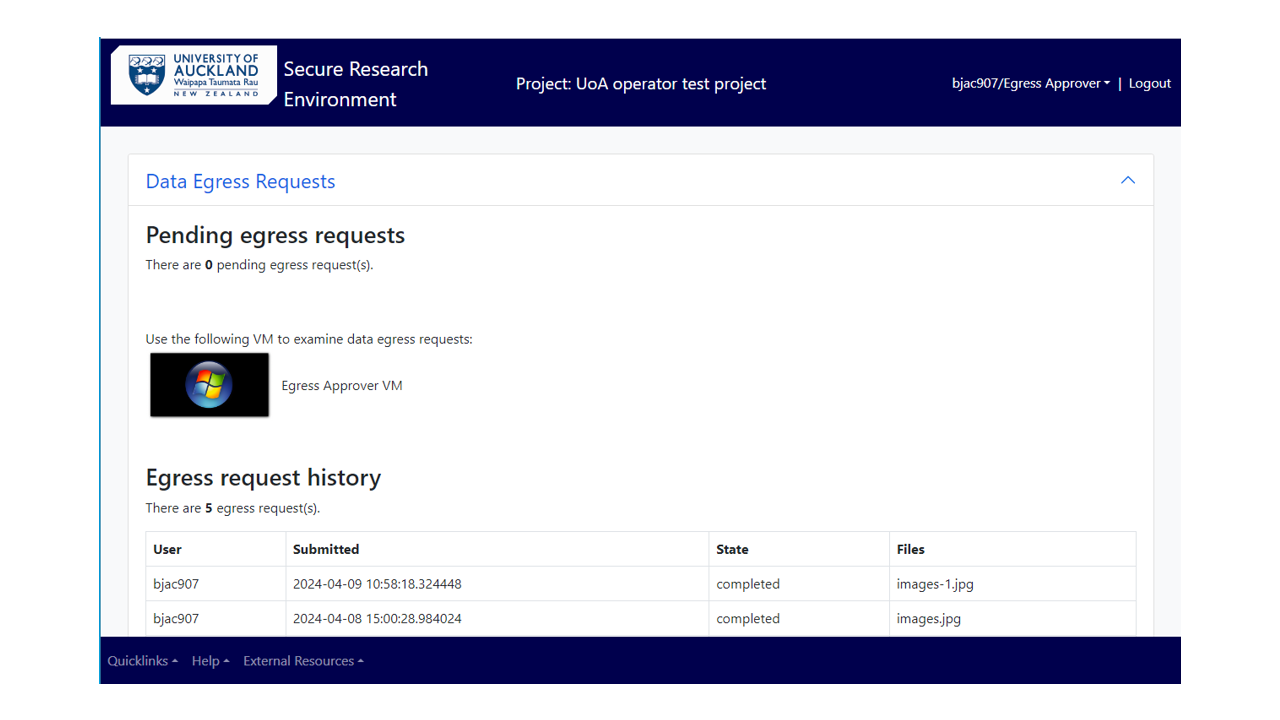 UNIVERSITY OF
AUCKLAND
Waipapa Taumata Rau
NEW ZEALAND
Secure Research
Environment
Project: UoA operator test project
bjac907/Egress Approver | Logout
Data Egress Requests
Pending egress requests
There are 0 pending egress request(s).
Use the following VM to examine data egress requests:
Egress Approver VM
Egress request history
There are 5 egress request(s).
User Submitted State Files
bjac907 2024-04-09 10:58:18.324448 completed images-1.jpg
bjac907 2024-04-08 15:00:28.984024 completed images.jpg
Quicklinks Help External Resources